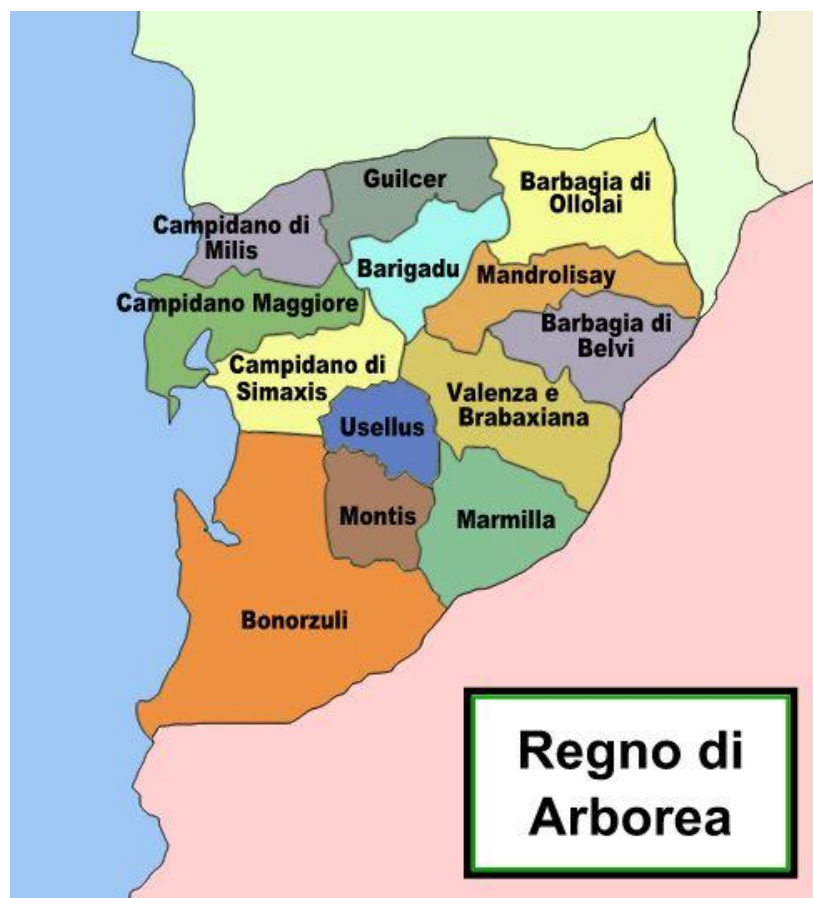 Guilcer
Barbagia di
Ollolai
Campidano di
Milis
Barigadu
Mandrolisay
Campidano Maggiore
Barbagia di
Belvi
Campidano di
Simaxis
Valenza e
Brabaxiana
Usellus
Montis
Marmilla
Bonorzuli
Regno di
Arborea